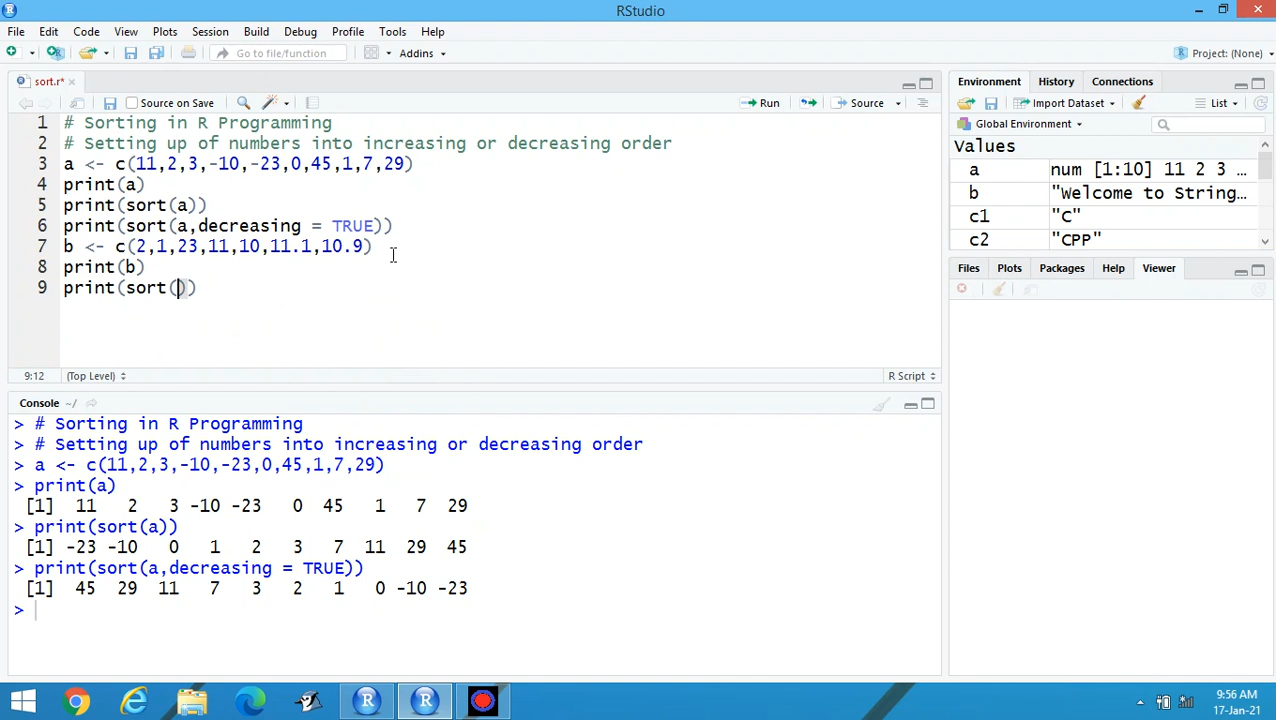 RStudio
File Edit Code View Plots Session Build Debug Profile Tools Help
Go to file/function Addins Project: (None)
sort.r*
Source on Save Run Source
1 # Sorting in R Programming
2 # Setting up of numbers into increasing or decreasing order
3 a <- c(11,2,3,-10,-23,0,45,1,7,29)
4 print(a)
5 print(sort(a))
6 print(sort(a,decreasing = TRUE))
7 b <- c(2,1,23,11,10,11.1,10.9)
8 print(b)
9 print(sort())
9:12 (Top Level) R Script
Console ~/
> # Sorting in R Programming
> # Setting up of numbers into increasing or decreasing order
> a <- c(11,2,3,-10,-23,0,45,1,7,29)
> print(a)
[1] 11 2 3 -10 -23 0 45 1 7 29
> print(sort(a))
[1] -23 -10 0 1 2 3 7 11 29 45
> print(sort(a,decreasing = TRUE))
[1] 45 29 11 7 3 2 1 0 -10 -23
>
Environment History Connections
Import Dataset List
Global Environment
Values
a num [1:10] 11 2 3 …
b "Welcome to String…
c1 "C"
c2 "CPP"
Files Plots Packages Help Viewer
9:56 AM
17-Jan-21